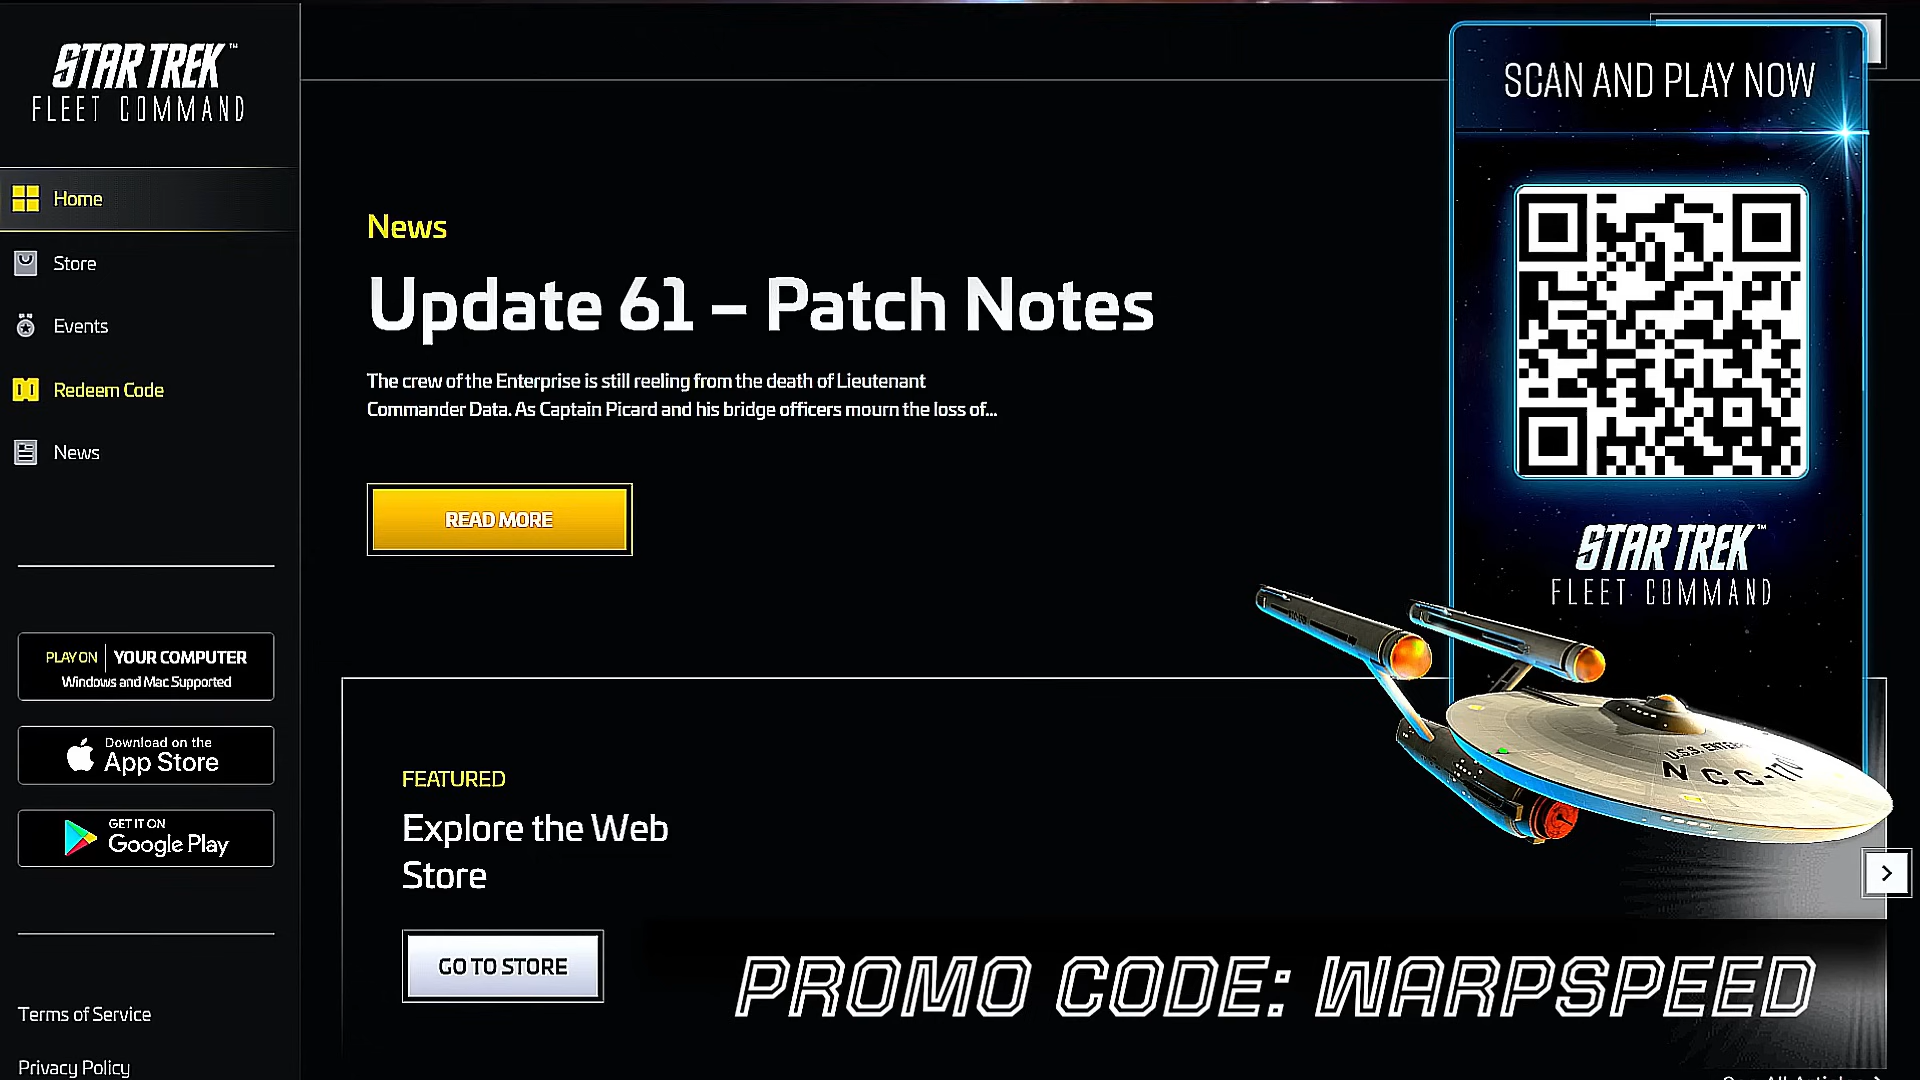 STAR TREK™
FLEET COMMAND
Home
Store
Events
Redeem Code
News
PLAY ON YOUR COMPUTER
Windows and Mac Supported
Download on the
App Store
GET IT ON
Google Play
Terms of Service
Privacy Policy
News
Update 61 – Patch Notes
The crew of the Enterprise is still reeling from the death of Lieutenant
Commander Data. As Captain Picard and his bridge officers mourn the loss of...
READ MORE
FEATURED
Explore the Web
Store
GO TO STORE
SCAN AND PLAY NOW
STAR TREK™
FLEET COMMAND
U.S.S.
NCC-170
PROMO CODE: WARPSPEED